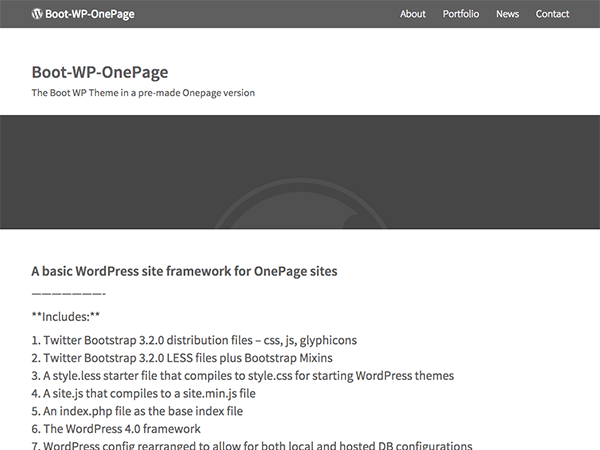 Boot-WP-OnePage About Portfolio News Contact
Boot-WP-OnePage
The Boot WP Theme in a pre-made Onepage version
A basic WordPress site framework for OnePage sites
———————-
**Includes:**
1. Twitter Bootstrap 3.2.0 distribution files – css, js, glyphicons
2. Twitter Bootstrap 3.2.0 LESS files plus Bootstrap Mixins
3. A style.less starter file that compiles to style.css for starting WordPress themes
4. A site.js that compiles to a site.min.js file
5. An index.php file as the base index file
6. The WordPress 4.0 framework
7. WordPress config rearranged to allow for both local and hosted DB configurations